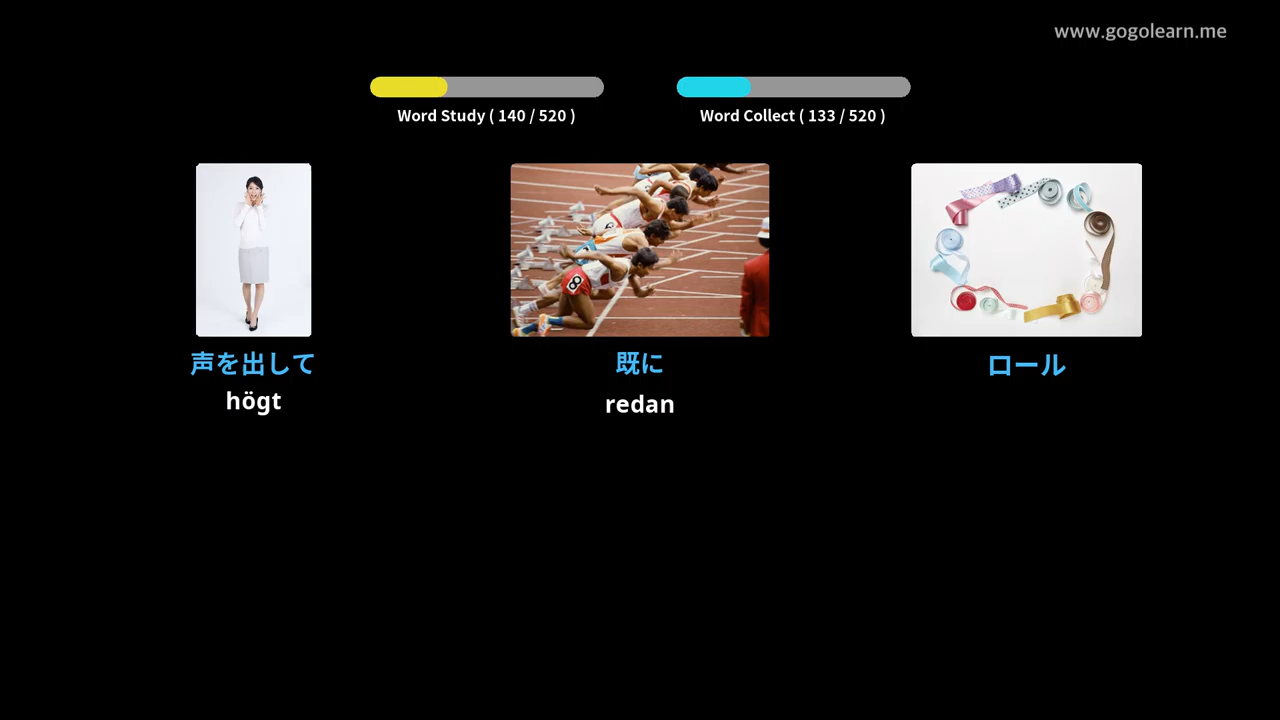 www.gogolearn.me
Word Study ( 140 / 520 )
Word Collect ( 133 / 520 )
声を出して
högt
既に
redan
ロール
8